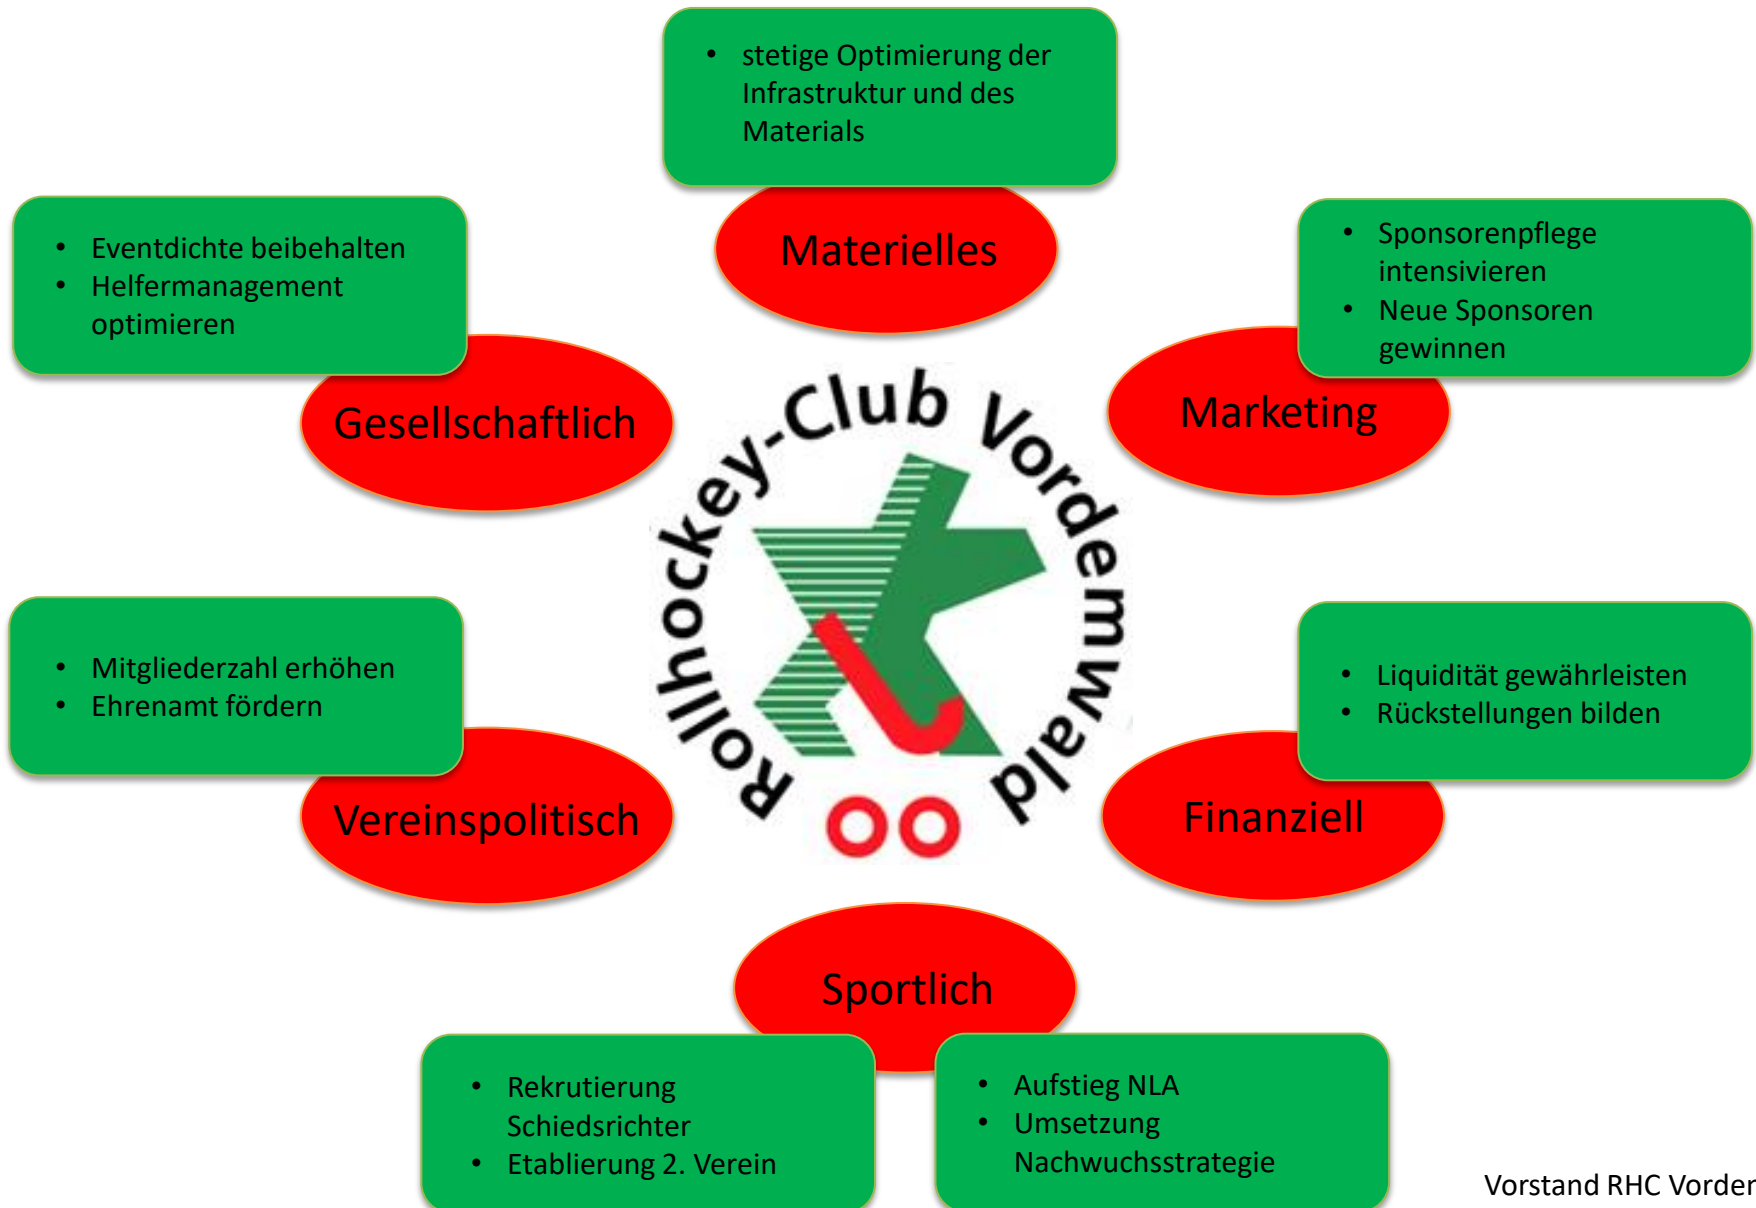 • stetige Optimierung der
Infrastruktur und des
Materials
Materielles
• Eventdichte beibehalten
• Helfermanagement
optimieren
Gesellschaftlich
• Sponsorenpflege
intensivieren
• Neue Sponsoren
gewinnen
Marketing
Rollhockey-Club Vordemwald
• Mitgliederzahl erhöhen
• Ehrenamt fördern
Vereinspolitisch
• Liquidität gewährleisten
• Rückstellungen bilden
Finanziell
Sportlich
• Rekrutierung
Schiedsrichter
• Etablierung 2. Verein
• Aufstieg NLA
• Umsetzung
Nachwuchsstrategie
Vorstand RHC